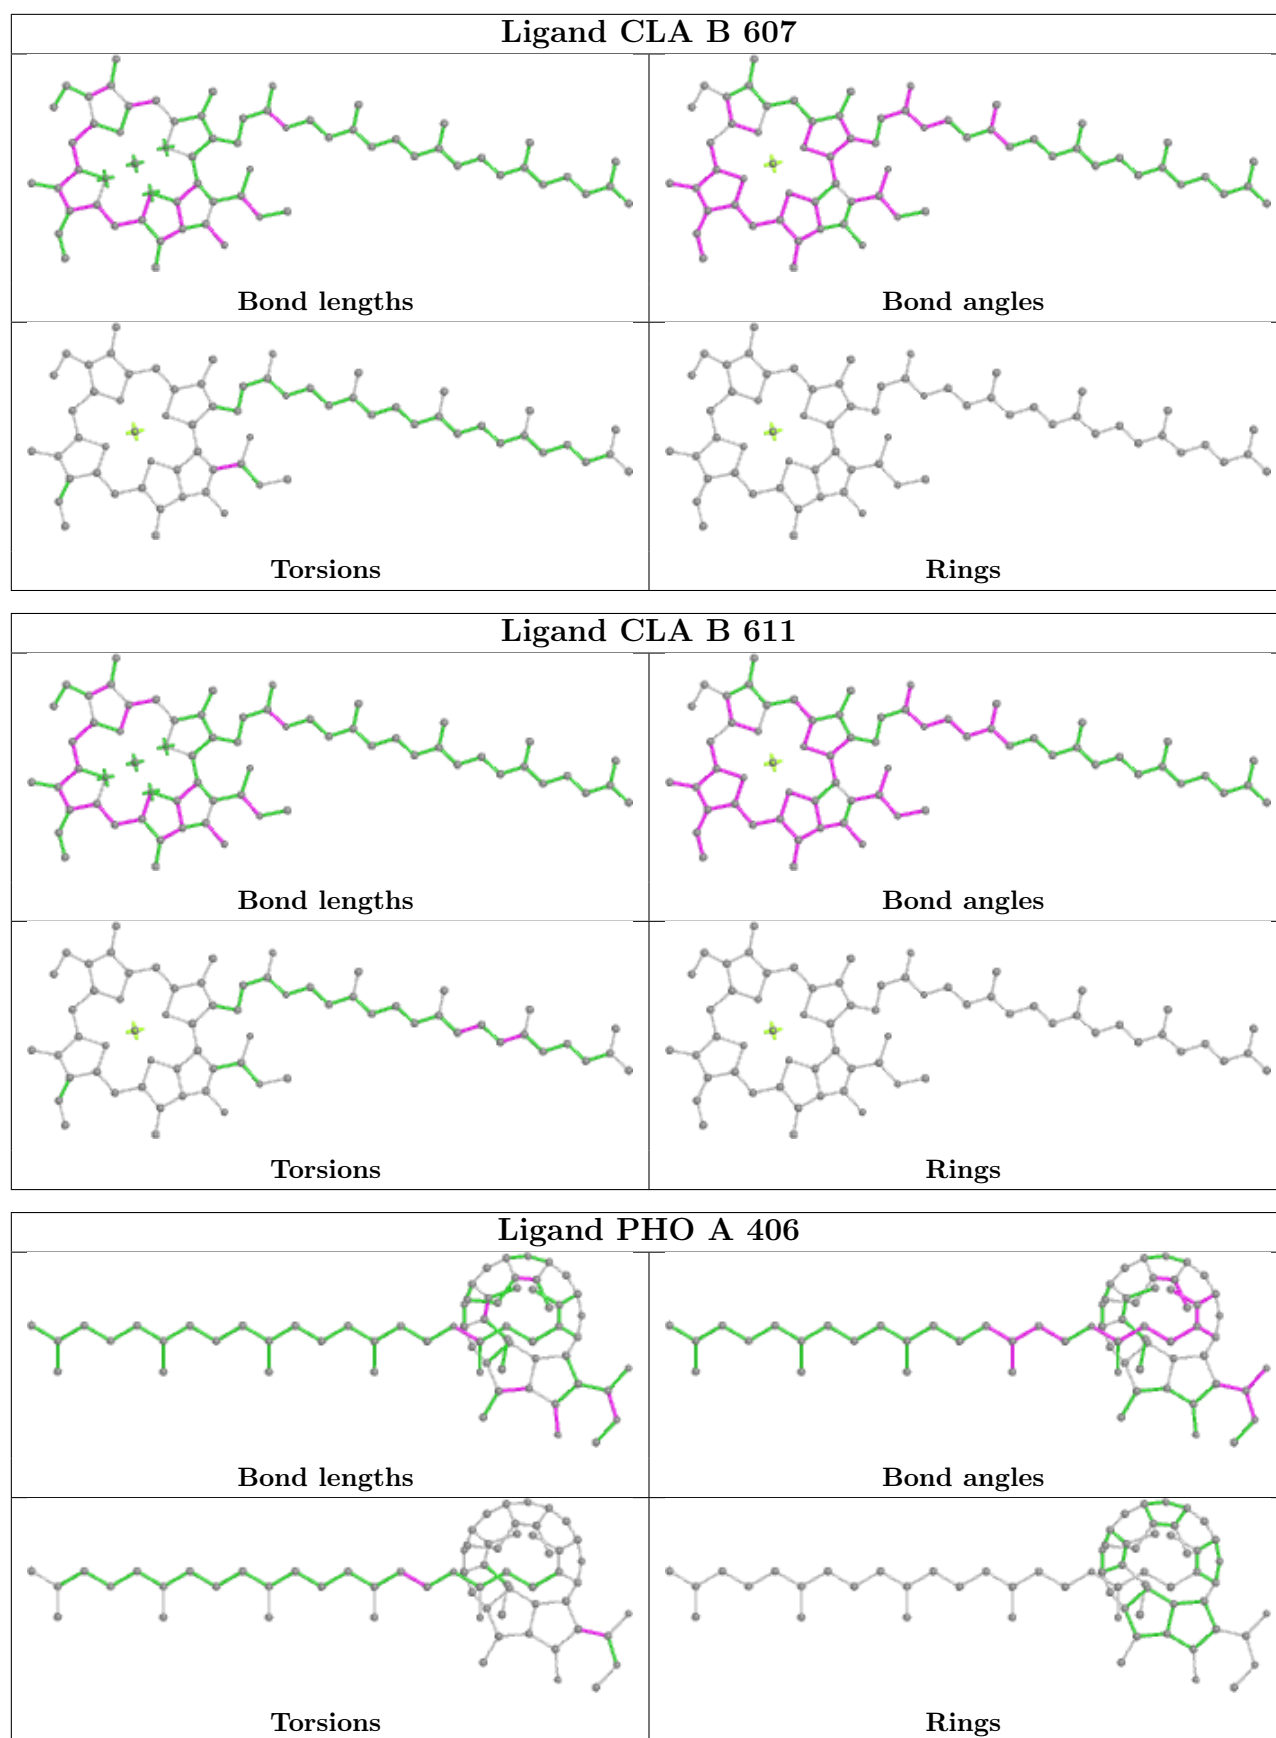 Ligand CLA B 607
Bond lengths
Bond angles
Torsions
Rings
Ligand CLA B 611
Bond lengths
Bond angles
Torsions
Rings
Ligand PHO A 406
Bond lengths
Bond angles
Torsions
Rings